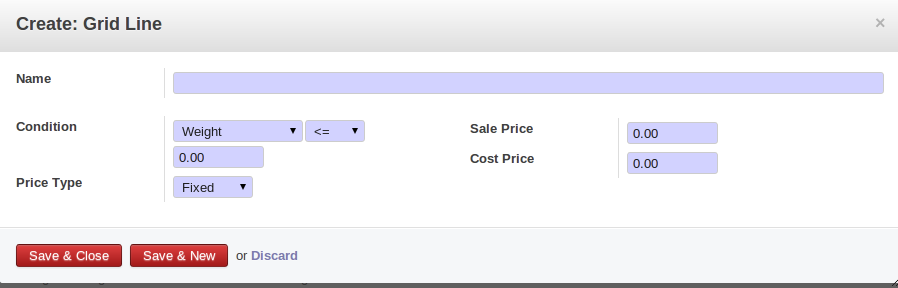 Create: Grid Line
×
Name
Condition
Weight
<=
0.00
Price Type
Fixed
Sale Price
0.00
Cost Price
0.00
Save & Close
Save & New
or Discard